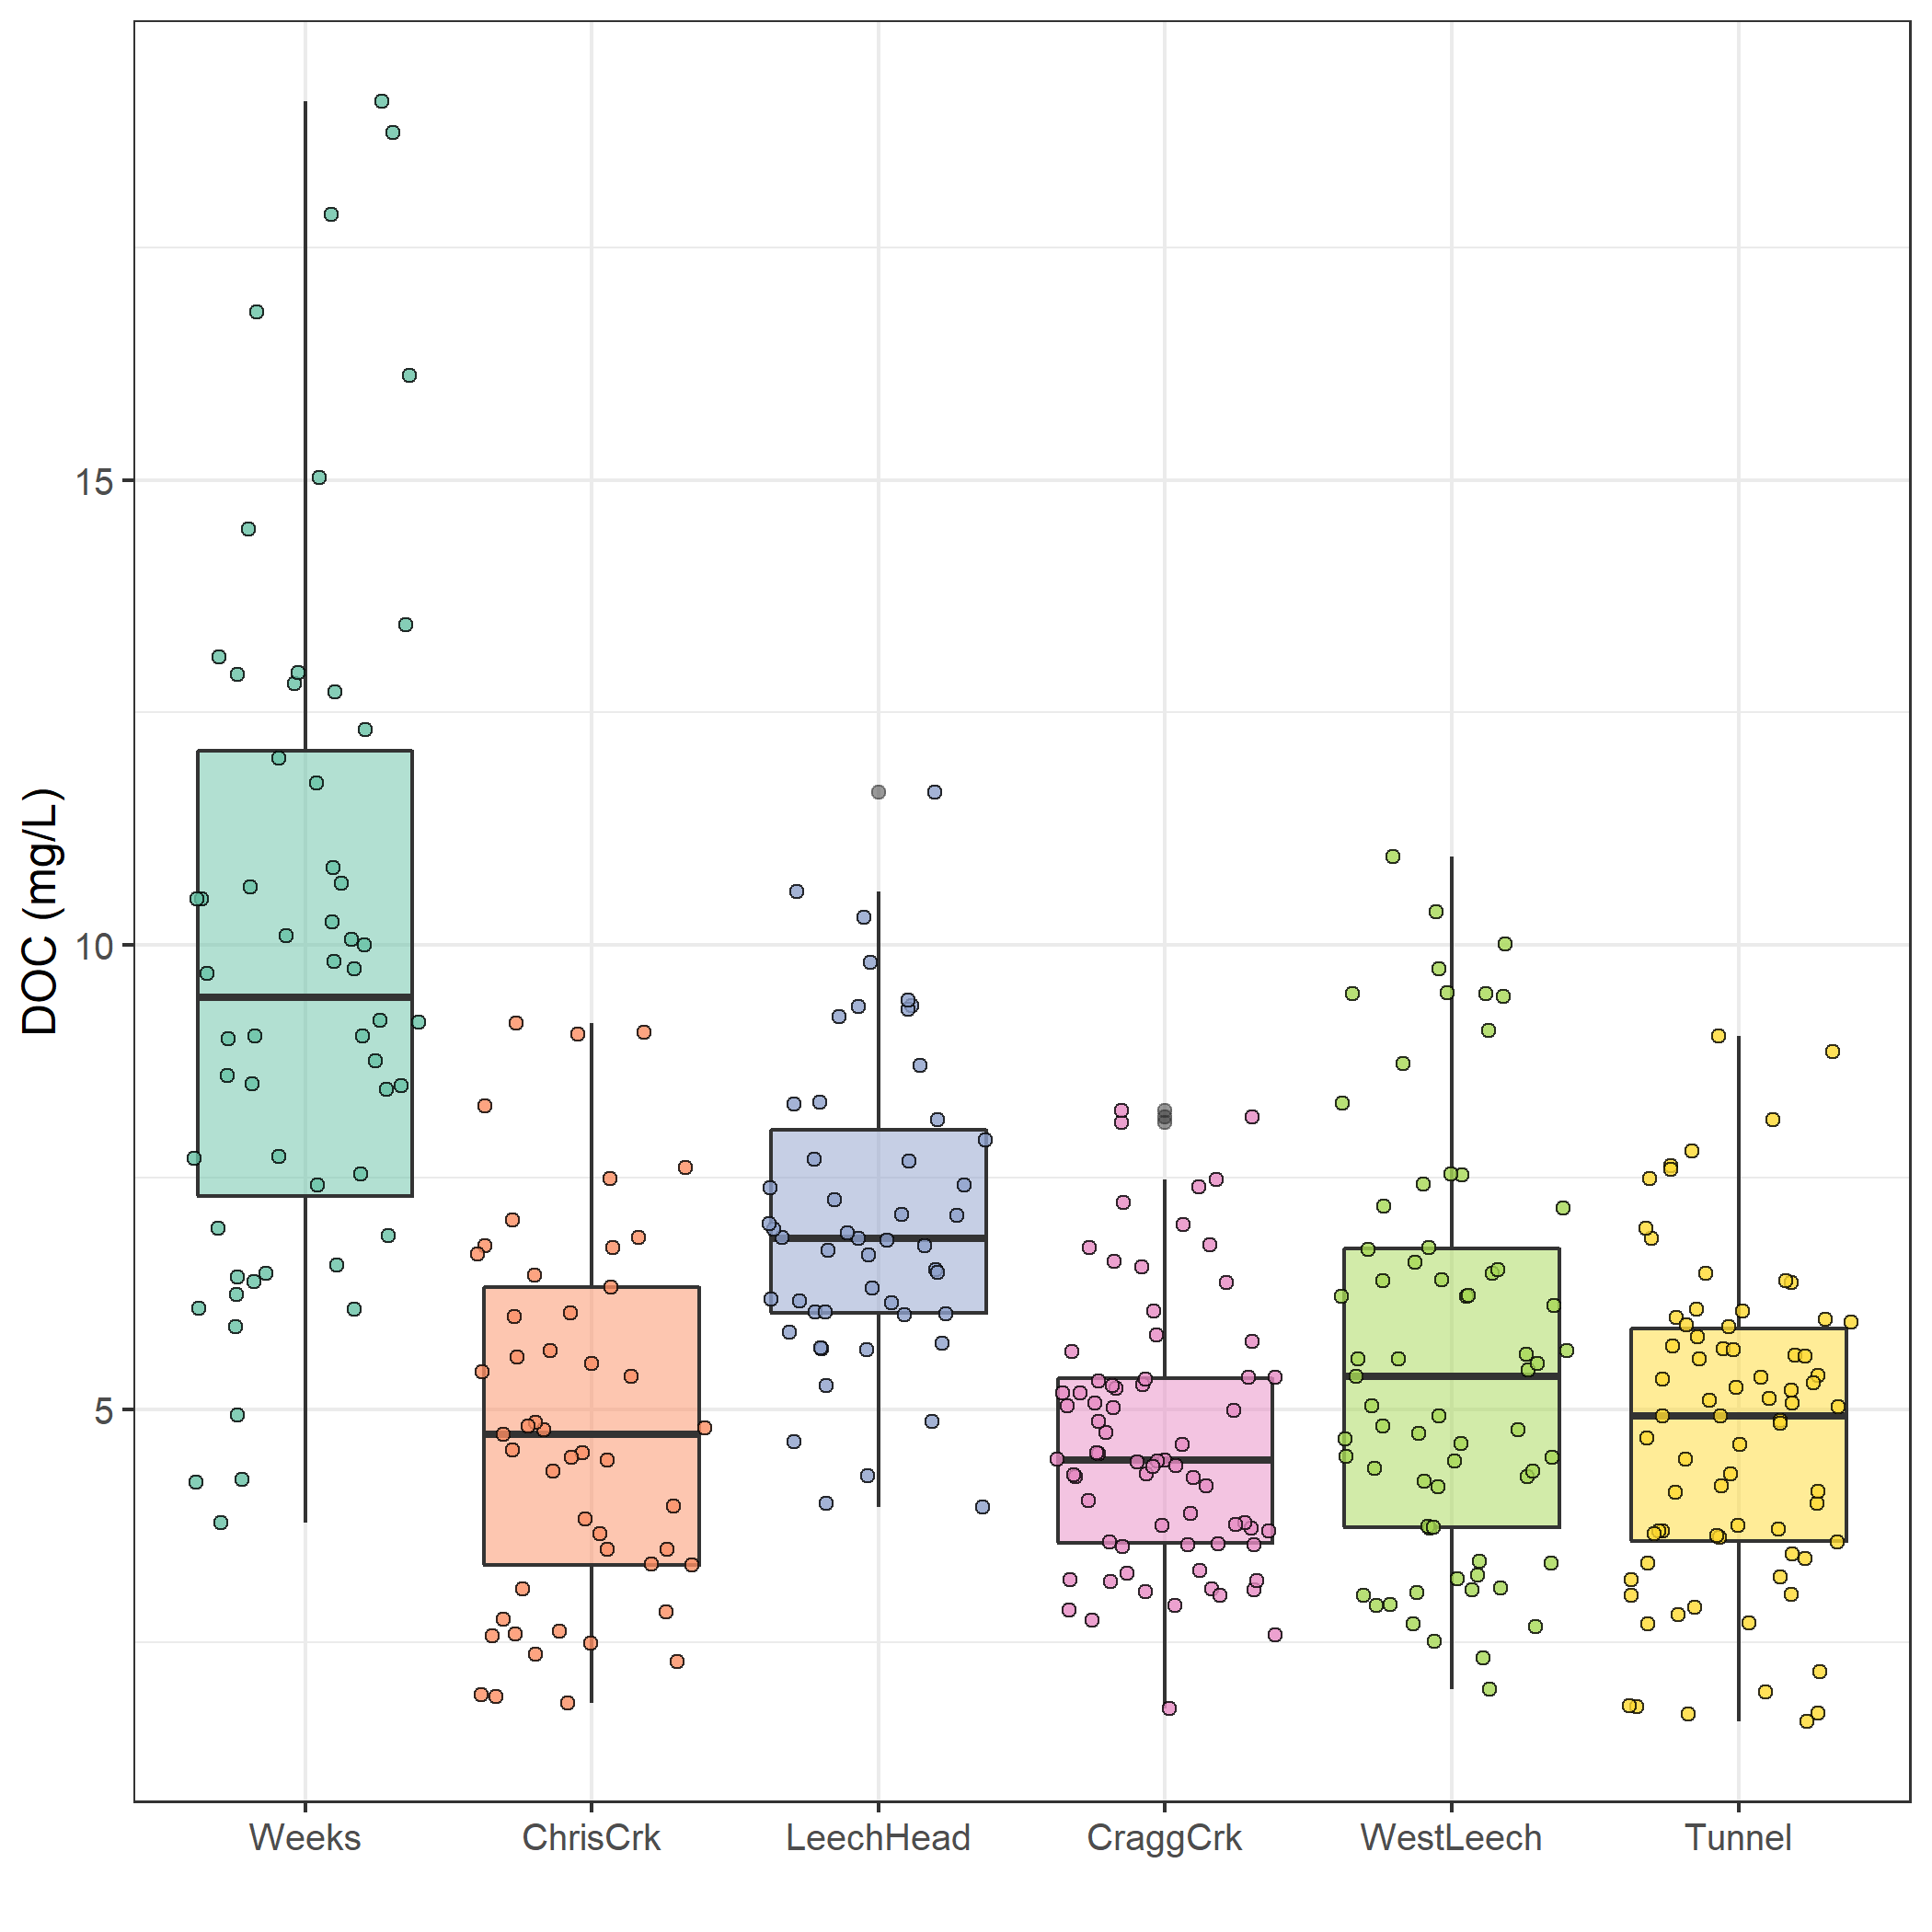 DOC (mg/L)
15
10
5
Weeks
ChrisCrk
LeechHead
CraggCrk
WestLeech
Tunnel